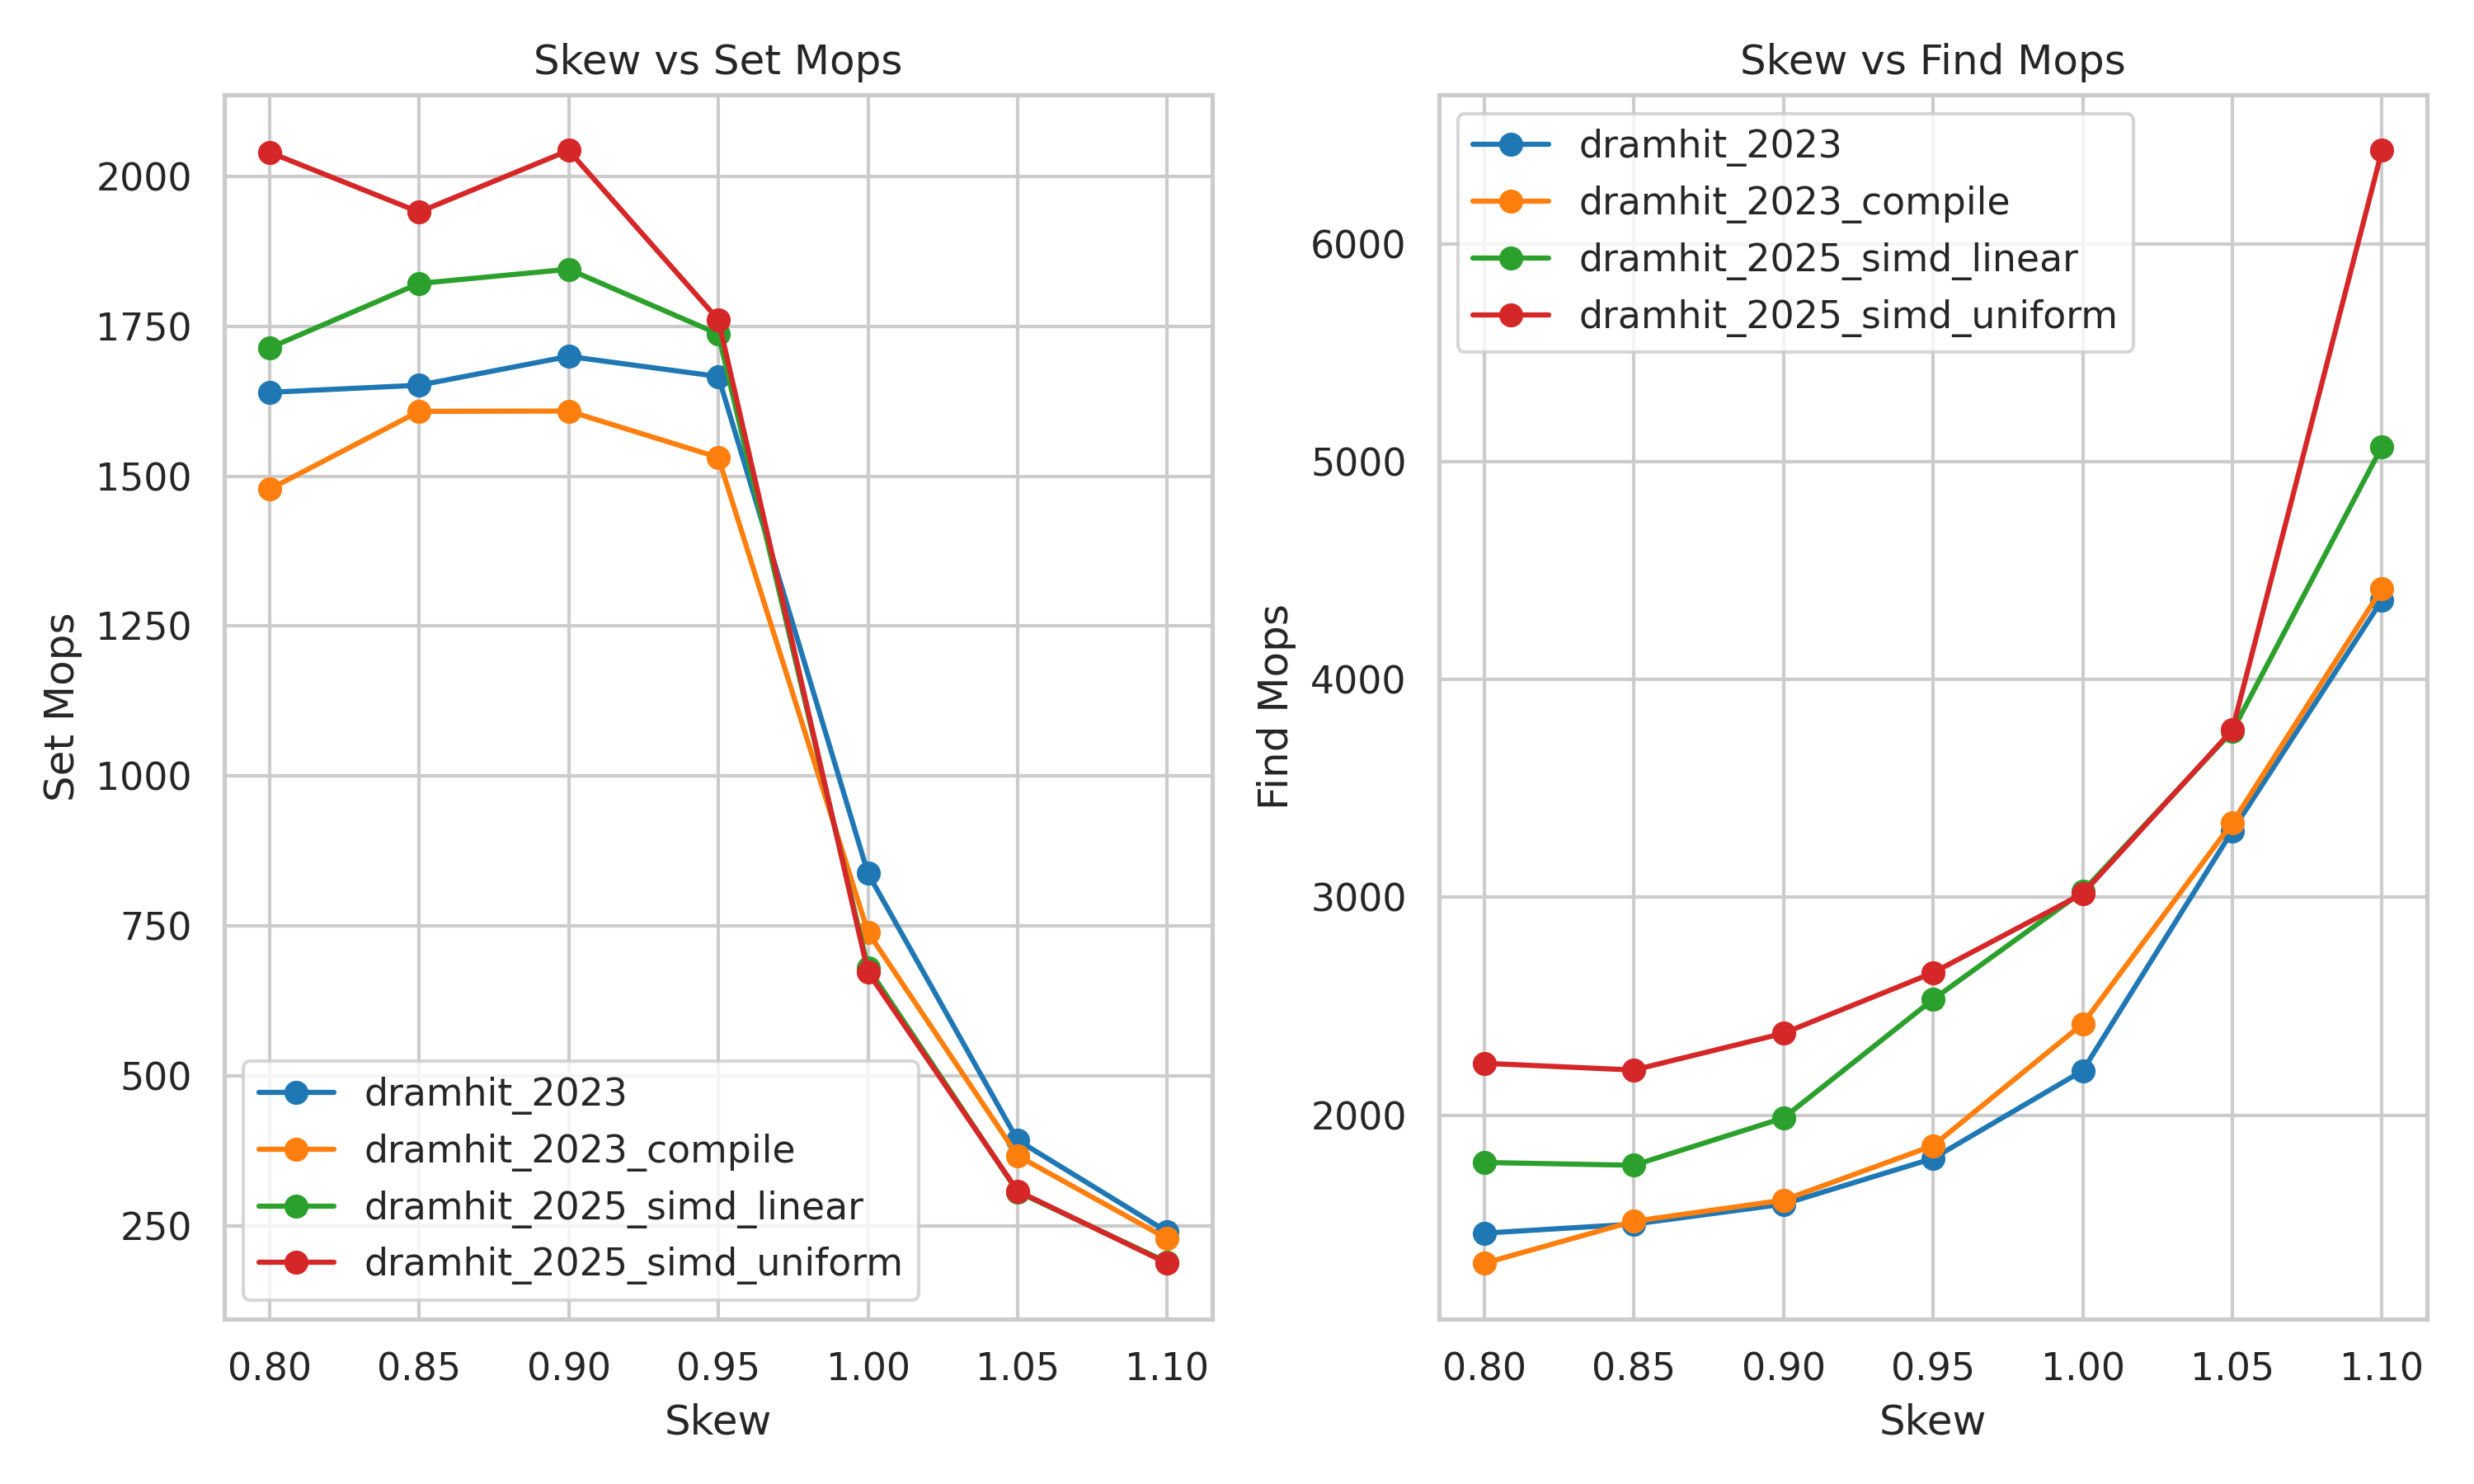 Skew vs Set Mops
Set Mops
2000
1750
1500
1250
1000
750
500
250
dramhit_2023
dramhit_2023_compile
dramhit_2025_simd_linear
dramhit_2025_simd_uniform
0.80 0.85 0.90 0.95 1.00 1.05 1.10
Skew
Skew vs Find Mops
Find Mops
6000
5000
4000
3000
2000
dramhit_2023
dramhit_2023_compile
dramhit_2025_simd_linear
dramhit_2025_simd_uniform
0.80 0.85 0.90 0.95 1.00 1.05 1.10
Skew